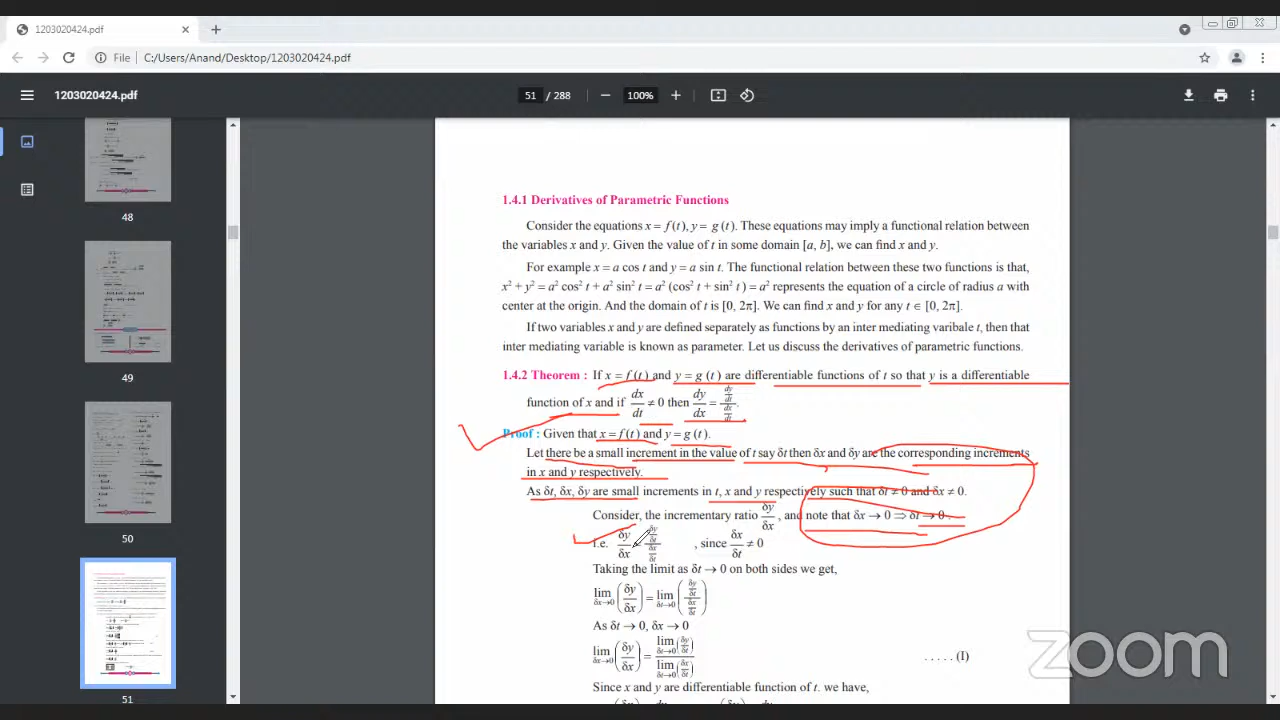 1203020424.pdf
File C:/Users/Anand/Desktop/1203020424.pdf
1203020424.pdf 51 / 288 100%
48
49
50
51
1.4.1 Derivatives of Parametric Functions
Consider the equations x = f (t), y = g (t). These equations may imply a functional relation between
the variables x and y. Given the value of t in some domain [a, b], we can find x and y.
For example x = a cos t and y = a sin t. The functional relation between these two functions is that,
x² + y² = a² cos² t + a² sin² t = a² (cos² t + sin² t ) = a² represents the equation of a circle of radius a with
center at the origin. And the domain of t is [0, 2π]. We can find x and y for any t ∈ [0, 2π].
If two variables x and y are defined separately as functions by an inter mediating varibale t, then that
inter mediating variable is known as parameter. Let us discuss the derivatives of parametric functions.
1.4.2 Theorem : If x = f (t) and y = g (t) are differentiable functions of t so that y is a differentiable
function of x and if dx/dt ≠ 0 then dy/dx = (dy/dt)/(dx/dt).
Proof : Given that x = f (t) and y = g (t).
Let there be a small increment in the value of t say δt then δx and δy are the corresponding increments
in x and y respectively.
As δt, δx, δy are small increments in t, x and y respectively such that δt ≠ 0 and δx ≠ 0.
Consider, the incrementary ratio δy/δx , and note that δx → 0 ⇒ δt → 0 .
i.e. δy/δx (δy/δt)/(δx/δt) , since δx/δt ≠ 0
Taking the limit as δt → 0 on both sides we get,
lim δx→0 (δy/δx) = lim δt→0 ((δy/δt)/(δx/δt))
As δt → 0, δx → 0
lim δx→0 (δy/δx) = lim δt→0 (δy/δt) / lim δt→0 (δx/δt) . . . . . (I)
Since x and y are differentiable function of t. we have,
zoom